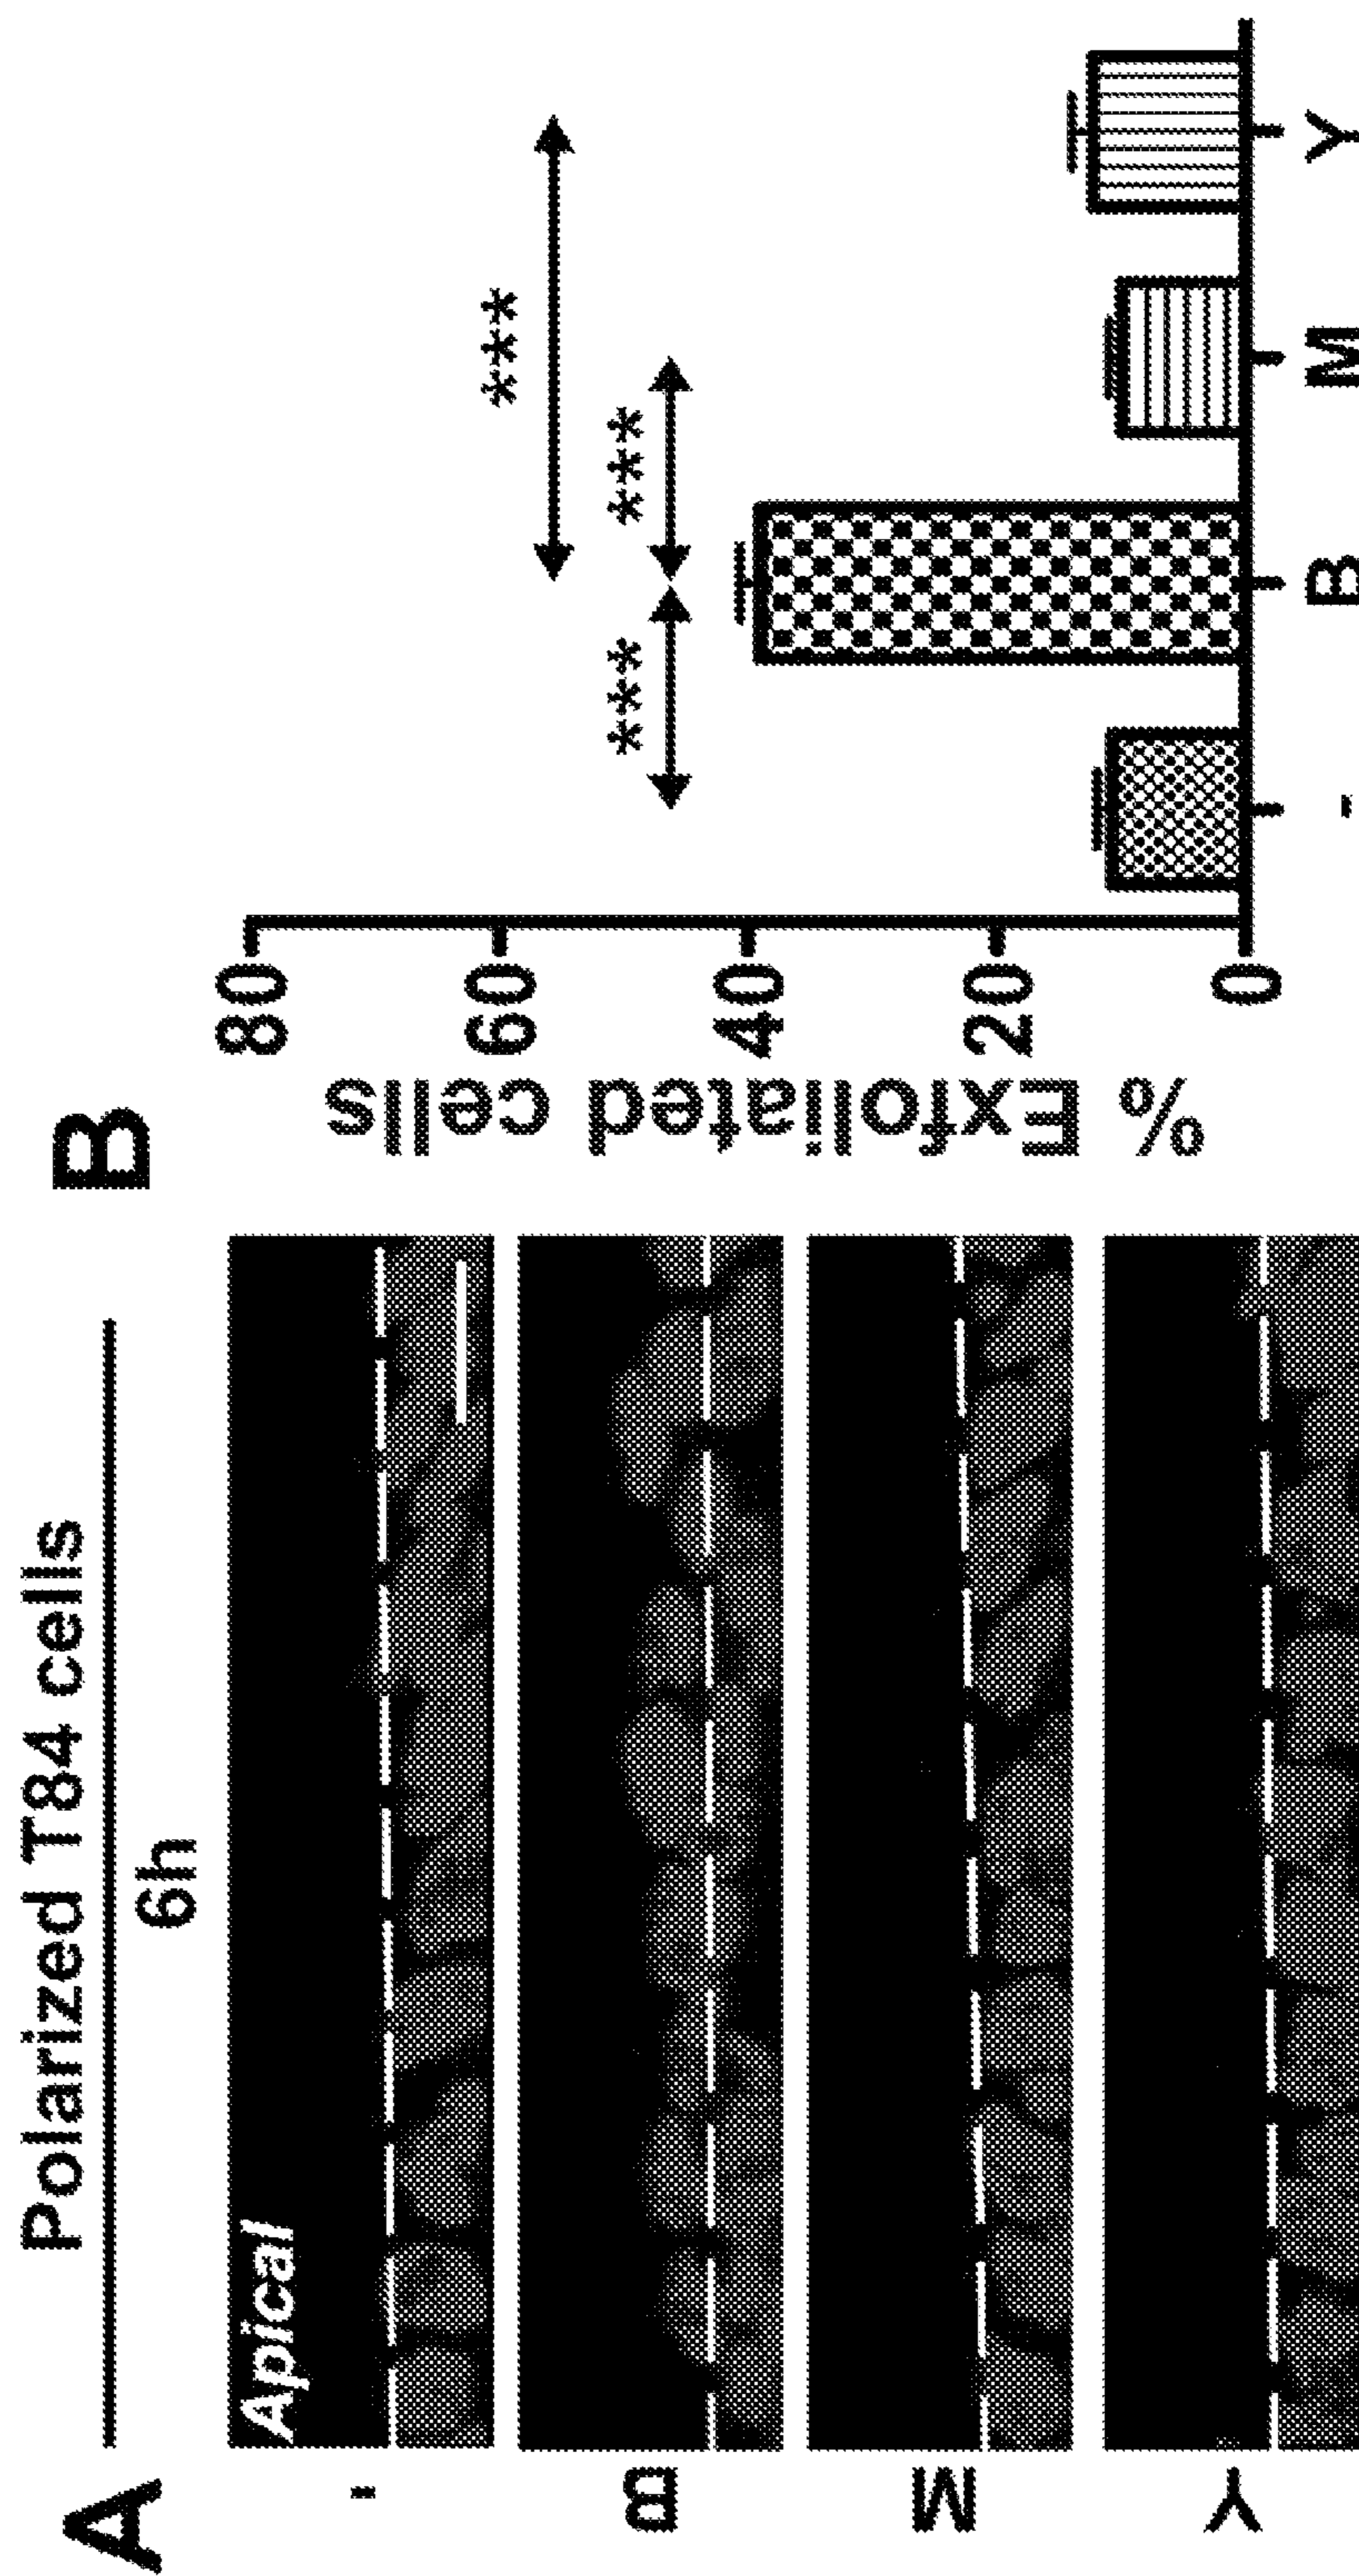 A
Polarized T84 cells
6h
Apical
-
B
M
Y
B
% Exfoliated cells
80
60
40
20
0
***
***
***
-
B
M
Y